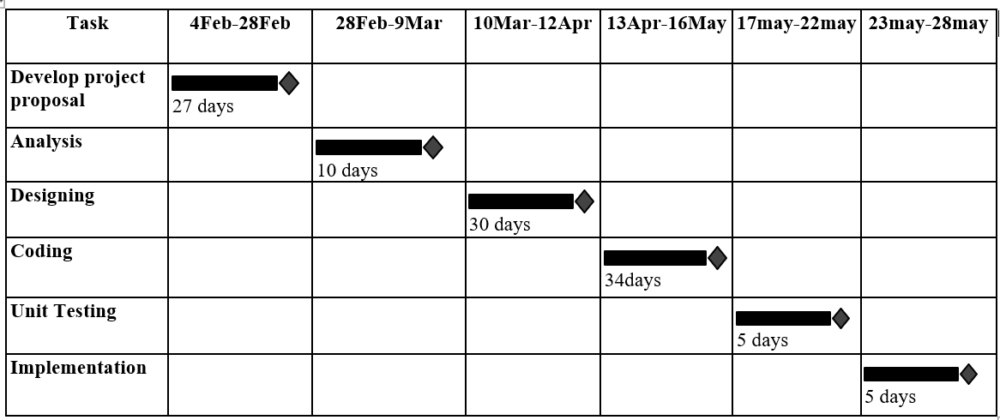 Task 4Feb-28Feb 28Feb-9Mar 10Mar-12Apr 13Apr-16May 17may-22may 23may-28may
Develop project
proposal
27 days
Analysis
10 days
Designing
30 days
Coding
34days
Unit Testing
5 days
Implementation
5 days